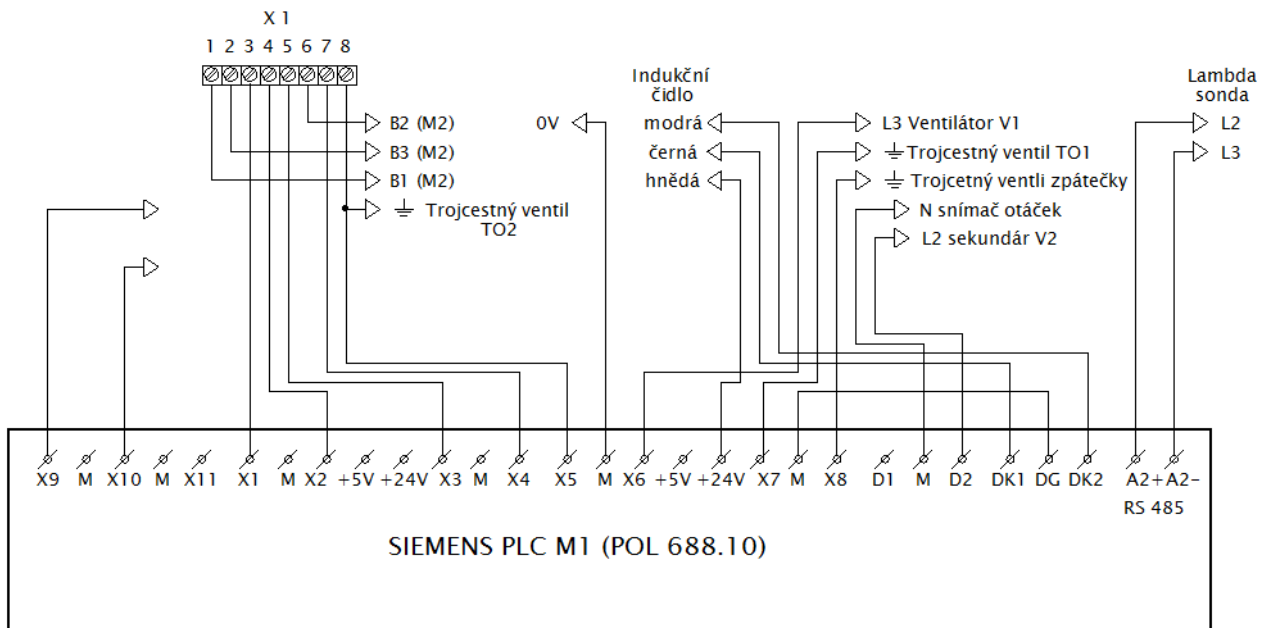 X 1
1 2 3 4 5 6 7 8
B2 (M2)
B3 (M2)
B1 (M2)
Trojcestný ventil
TO2
0V
Indukční
čidlo
modrá
černá
hnědá
L3 Ventilátor V1
Trojcestný ventil TO1
Trojcetný ventli zpátečky
N snímač otáček
L2 sekundár V2
Lambda
sonda
L2
L3
X9 M X10 M X11 X1 M X2 +5V +24V X3 M X4 X5 M X6 +5V +24V X7 M X8 D1 M D2 DK1 DG DK2 A2+ A2-
RS 485
SIEMENS PLC M1 (POL 688.10)